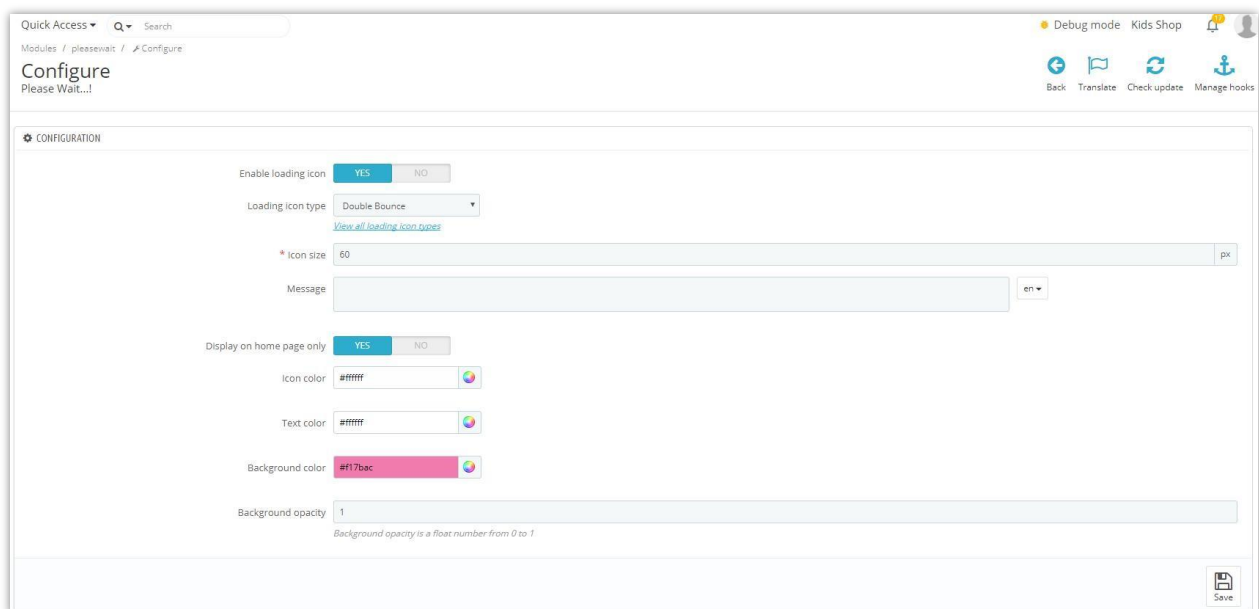 Quick Access Search Debug mode Kids Shop 17
Modules / pleasewait / Configure
Configure
Please Wait...!
Back Translate Check update Manage hooks
CONFIGURATION
Enable loading icon YES NO
Loading icon type Double Bounce
View all loading icon types
* Icon size 60 px
Message en
Display on home page only YES NO
Icon color #ffffff
Text color #ffffff
Background color #f17bac
Background opacity 1
Background opacity is a float number from 0 to 1
Save